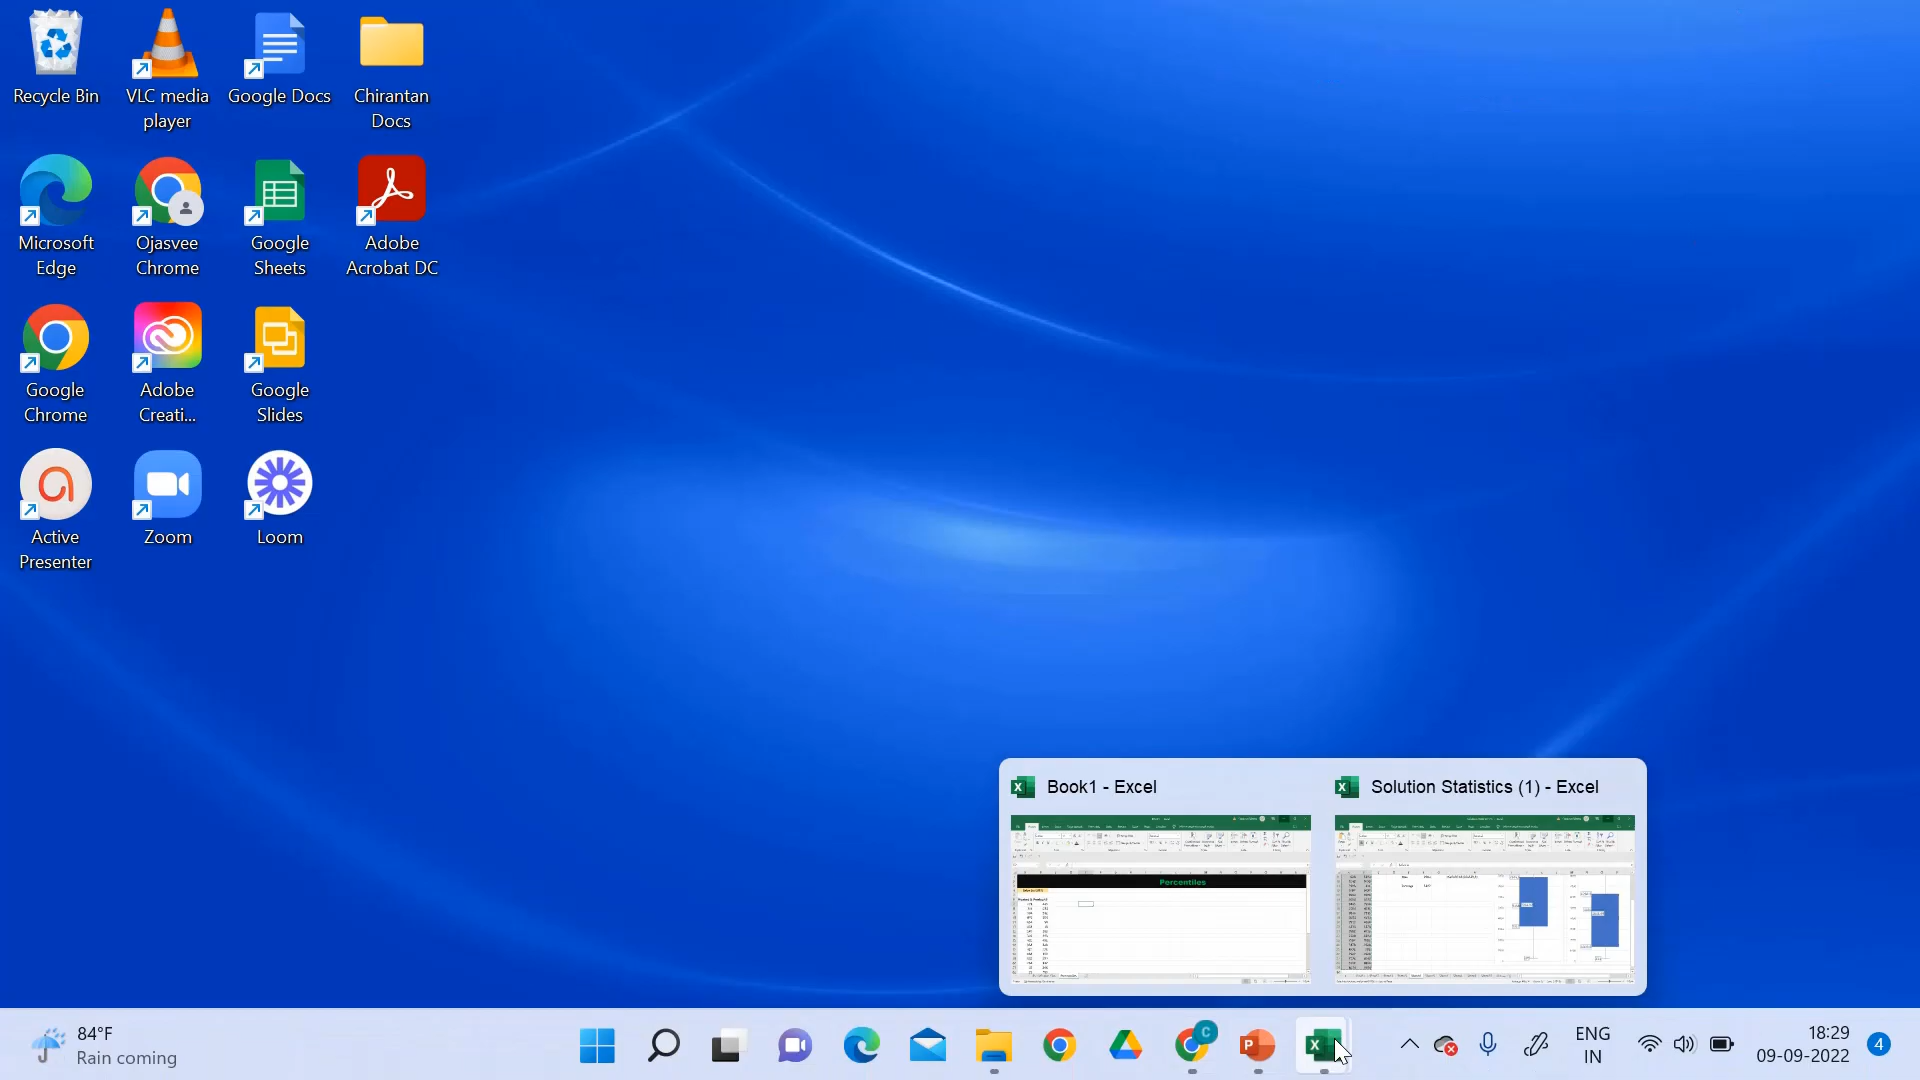 Recycle Bin
VLC media
player
Google Docs
Chirantan
Docs
Microsoft
Edge
Ojasvee
Chrome
Google
Sheets
Adobe
Acrobat DC
Google
Chrome
Adobe
Creati...
Google
Slides
Active
Presenter
Zoom
Loom
Book1 - Excel
Solution Statistics (1) - Excel
Percentiles
84°F
Rain coming
C
ENG
IN
18:29
09-09-2022
4